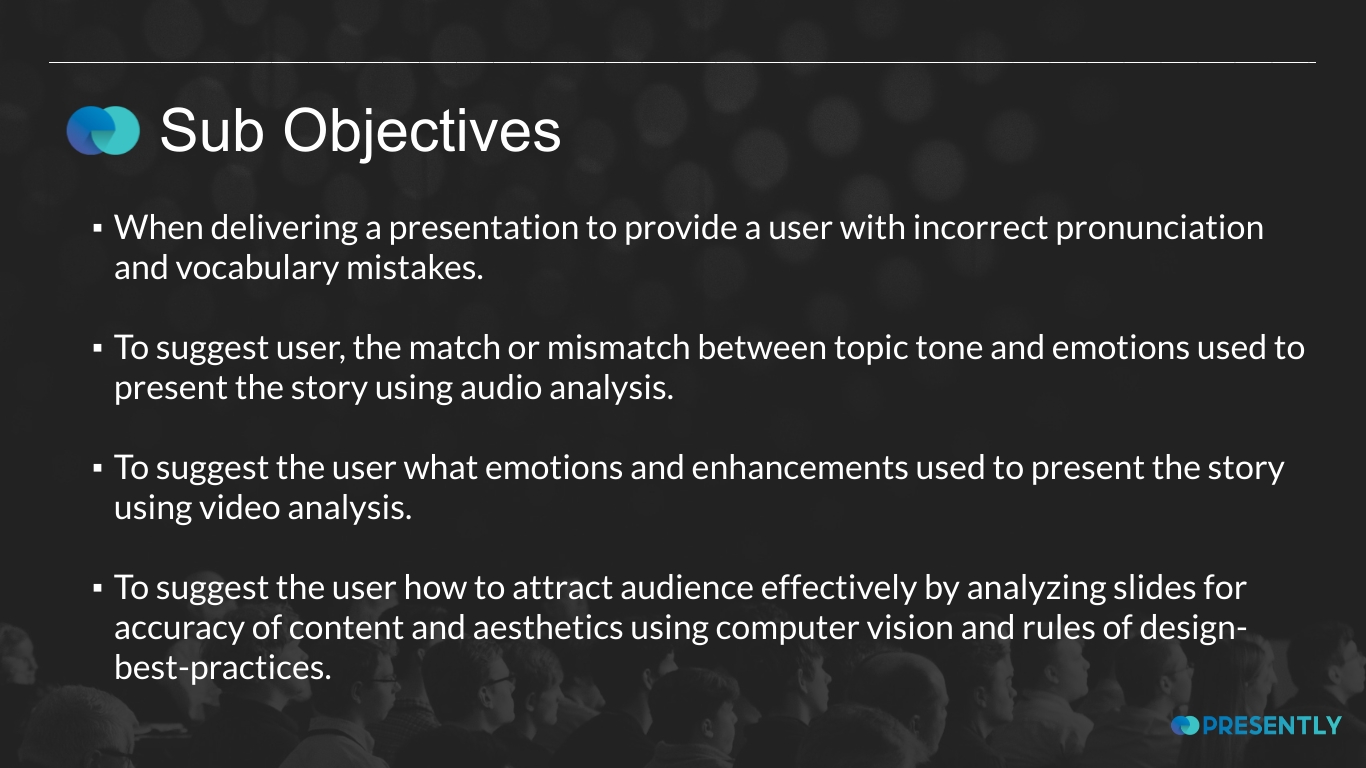 Sub Objectives
▪ When delivering a presentation to provide a user with incorrect pronunciation
and vocabulary mistakes.
▪ To suggest user, the match or mismatch between topic tone and emotions used to
present the story using audio analysis.
▪ To suggest the user what emotions and enhancements used to present the story
using video analysis.
▪ To suggest the user how to attract audience effectively by analyzing slides for
accuracy of content and aesthetics using computer vision and rules of design-
best-practices.
PRESENTLY